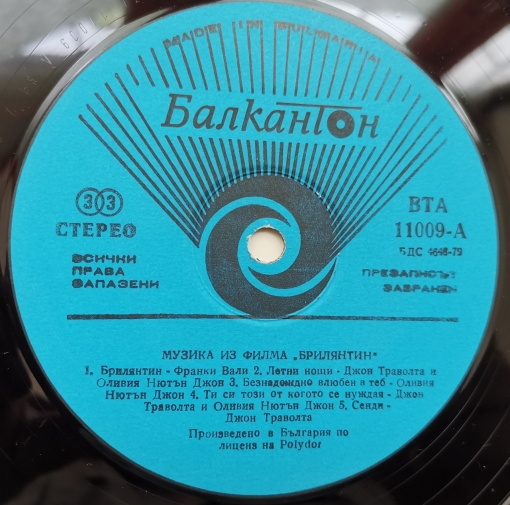 MADE IN BULGARIA
Балкантон
33
СТЕРЕО
ВСИЧКИ
ПРАВА
ЗАПАЗЕНИ
ВТА
11009-А
БДС 4848-79
ПРЕЗАПИСЪТ
ЗАБРАНЕН
МУЗИКА ИЗ ФИЛМА „БРИЛЯНТИН"
1. Брилянтин - Франки Вали 2. Летни нощи - Джон Траволта и
Оливия Нютън Джон 3. Безнадеждно влюбен в теб - Оливия
Нютън Джон 4. Ти си този от когото се нуждая - Джон
Траволта и Оливия Нютън Джон 5. Сенди -
Джон Траволта
Произведено в България по
лиценз на Polydor